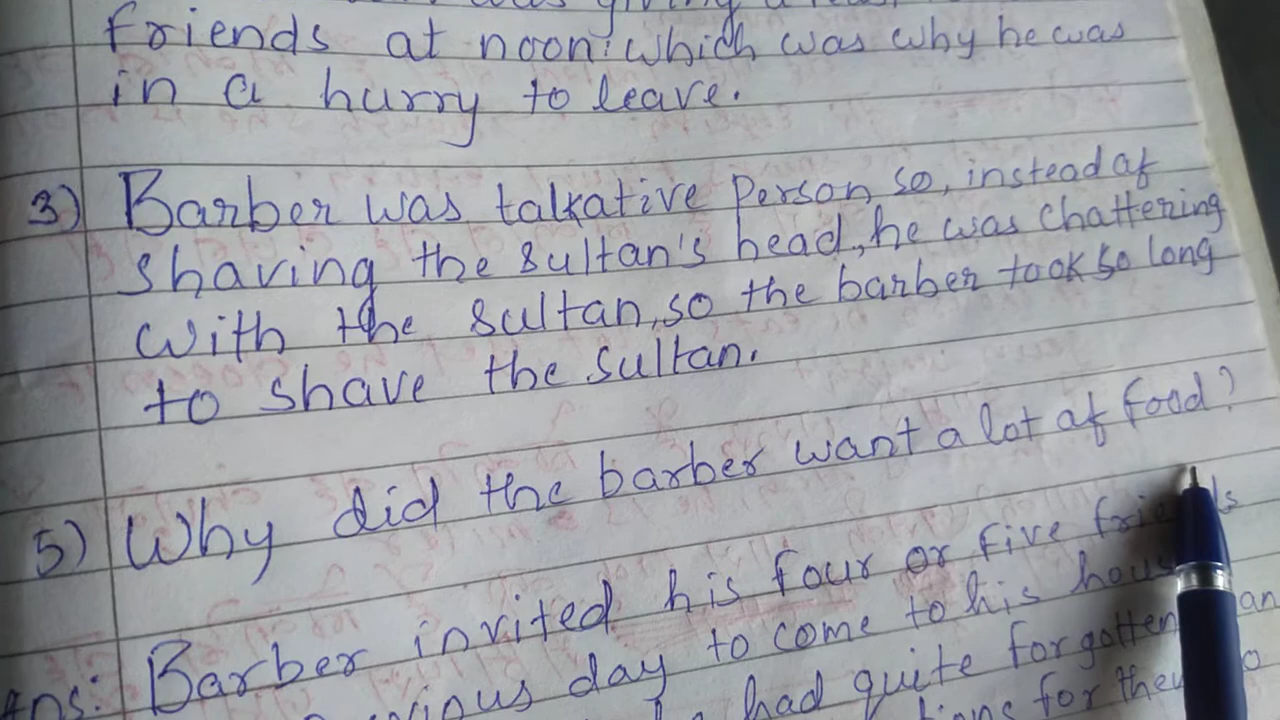 was giving a
friends at noon. which was why he was
in a hurry to leave.
3) Barber was talkative Person, so, instead of
shaving the sultan's head, he was chattering
with the sultan, so the barber took so long
to shave the sultan.
5) Why did the barber want a lot of food?
Ans: Barber invited his four or five friends
day to come to his
had quite forgotten
for